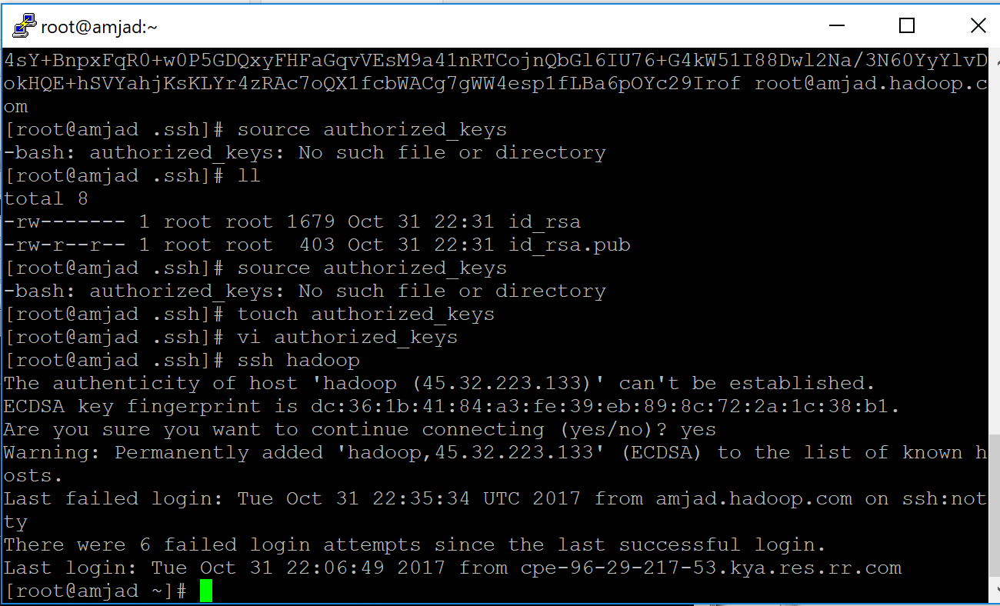 root@amjad:~
4sY+BnpxFqR0+w0P5GDQxyFHFaGqvVEsM9a41nRTCojnQbGl6IU76+G4kW51I88Dwl2Na/3N60YyYlvD
okHQE+hSVYahjKsKLYr4zRAc7oQX1fcbWACg7gWW4esp1fLBa6pOYc29Irof root@amjad.hadoop.c
om
[root@amjad .ssh]# source authorized_keys
-bash: authorized_keys: No such file or directory
[root@amjad .ssh]# ll
total 8
-rw------- 1 root root 1679 Oct 31 22:31 id_rsa
-rw-r--r-- 1 root root  403 Oct 31 22:31 id_rsa.pub
[root@amjad .ssh]# source authorized_keys
-bash: authorized_keys: No such file or directory
[root@amjad .ssh]# touch authorized_keys
[root@amjad .ssh]# vi authorized_keys
[root@amjad .ssh]# ssh hadoop
The authenticity of host 'hadoop (45.32.223.133)' can't be established.
ECDSA key fingerprint is dc:36:1b:41:84:a3:fe:39:eb:89:8c:72:2a:1c:38:b1.
Are you sure you want to continue connecting (yes/no)? yes
Warning: Permanently added 'hadoop,45.32.223.133' (ECDSA) to the list of known h
osts.
Last failed login: Tue Oct 31 22:35:34 UTC 2017 from amjad.hadoop.com on ssh:not
ty
There were 6 failed login attempts since the last successful login.
Last login: Tue Oct 31 22:06:49 2017 from cpe-96-29-217-53.kya.res.rr.com
[root@amjad ~]#